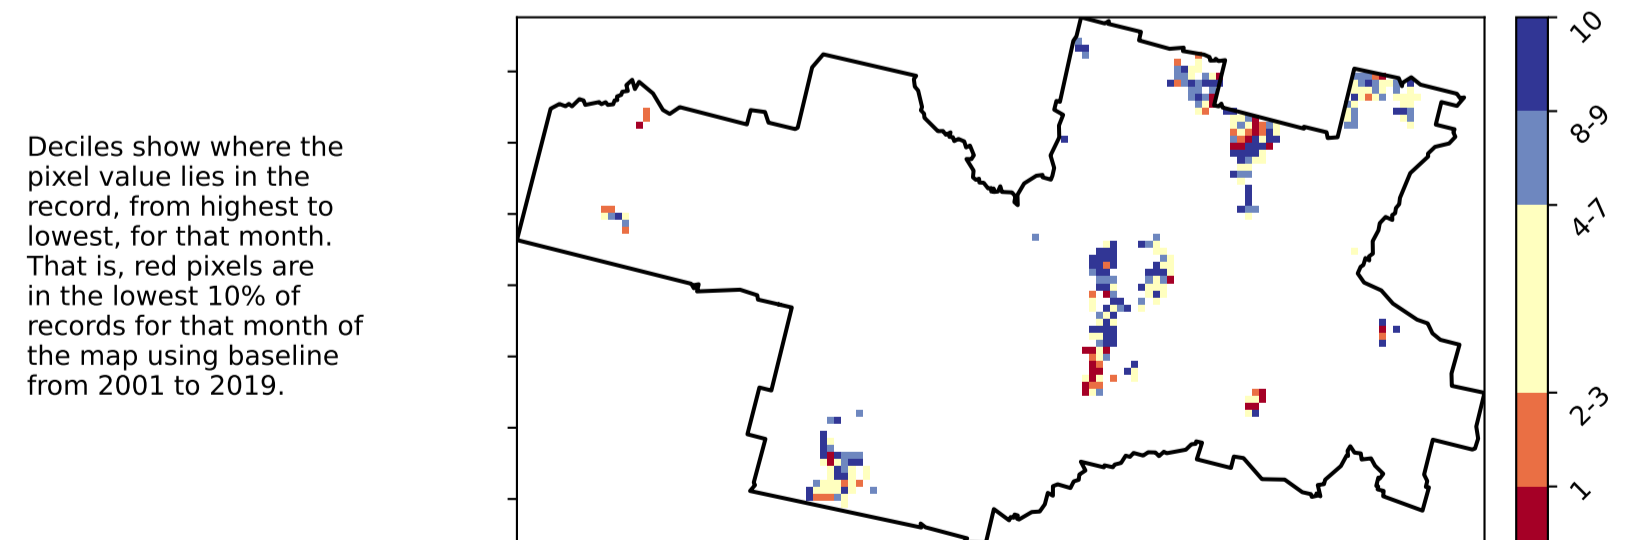 Deciles show where the
pixel value lies in the
record, from highest to
lowest, for that month.
That is, red pixels are
in the lowest 10% of
records for that month of
the map using baseline
from 2001 to 2019.
10
8-9
4-7
2-3
1